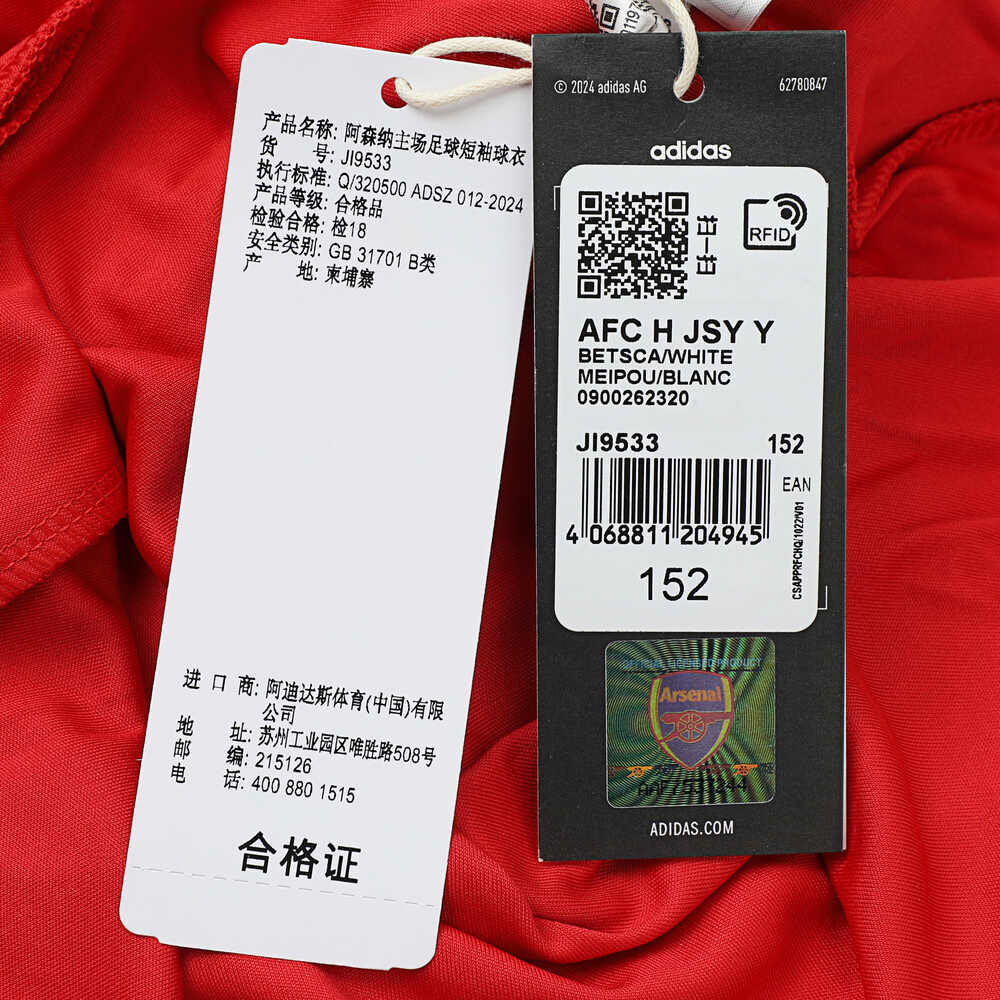 产品名称: 阿森纳主场足球短袖球衣
货 号: JI9533
执行标准: Q/320500 ADSZ 012-2024
产品等级: 合格品
检验合格: 检18
安全类别: GB 31701 B类
产 地: 柬埔寨
进 口 商: 阿迪达斯体育(中国)有限
公司
地 址: 苏州工业园区唯胜路508号
邮 编: 215126
电 话: 400 880 1515
合格证
© 2024 adidas AG
62780847
adidas
RFID
AFC H JSY Y
BETSCA/WHITE
MEIPOU/BLANC
0900262320
JI9533 152
EAN
4 068811 204945
CSAPPRFCHQ/1022*V01
152
OFFICIAL LICENSED PRODUCT
Arsenal
ADIDAS.COM